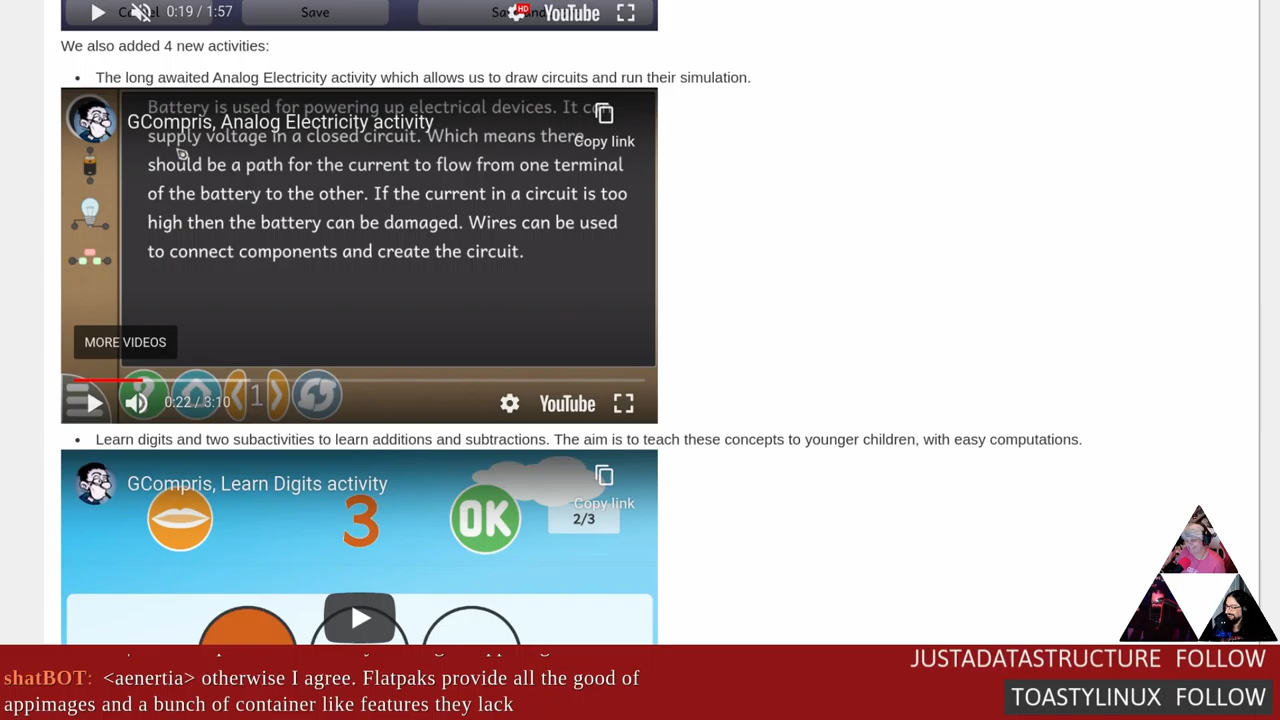 Save
0:19 / 1:57
HD
YouTube
We also added 4 new activities:
• The long awaited Analog Electricity activity which allows us to draw circuits and run their simulation.
Battery is used for powering up electrical devices. It
GCompris, Analog Electricity activity
supply voltage in a closed circuit. Which means there
Copy link
should be a path for the current to flow from one terminal
of the battery to the other. If the current in a circuit is too
high then the battery can be damaged. Wires can be used
to connect components and create the circuit.
MORE VIDEOS
1
0:22 / 3:10
YouTube
• Learn digits and two subactivities to learn additions and subtractions. The aim is to teach these concepts to younger children, with easy computations.
GCompris, Learn Digits activity
Copy link
3
OK
2/3
JUSTADATASTRUCTURE FOLLOW
shatBOT: <aenertia> otherwise I agree. Flatpaks provide all the good of
appimages and a bunch of container like features they lack
TOASTYLINUX FOLLOW